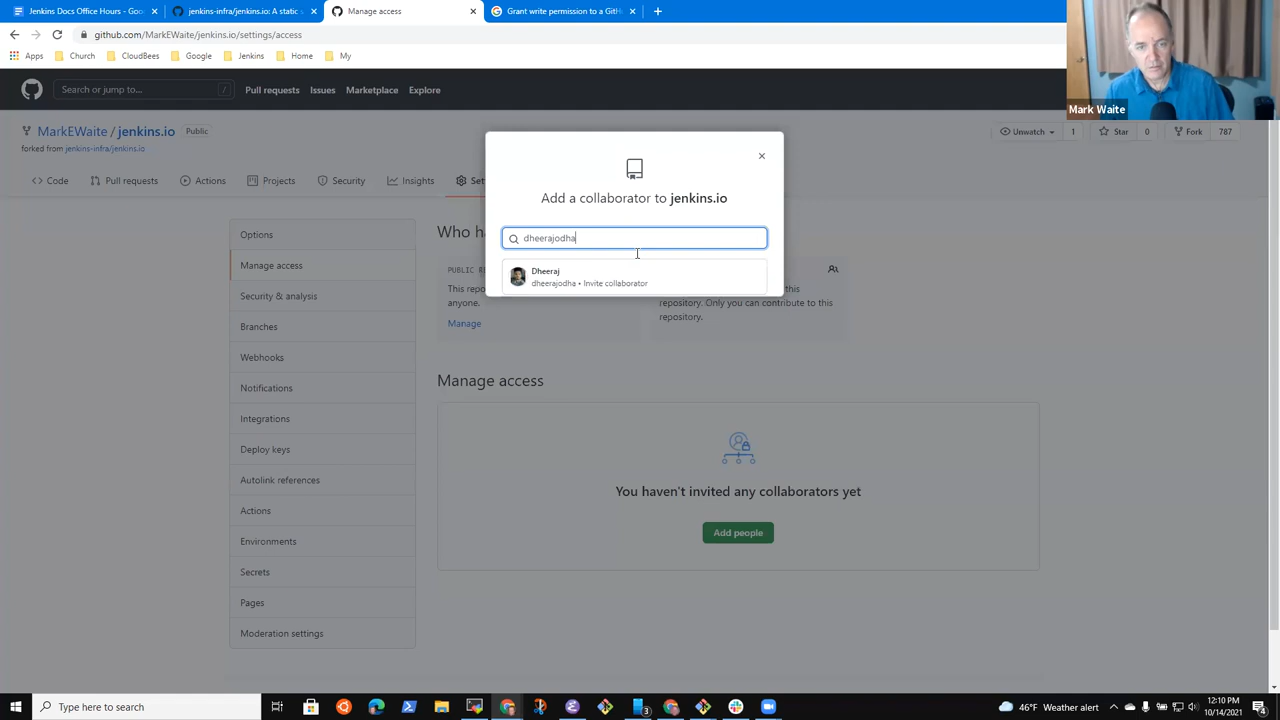 Jenkins Docs Office Hours - Goo
jenkins-infra/jenkins.io: A static
Manage access
Grant write permission to a GitH
github.com/MarkEWaite/jenkins.io/settings/access
Apps
Church
CloudBees
Google
Jenkins
Home
My
Mark Waite
Search or jump to...
/
Pull requests
Issues
Marketplace
Explore
MarkEWaite / jenkins.io
Public
forked from jenkins-infra/jenkins.io
Unwatch
1
Star
0
Fork
787
Code
Pull requests
Actions
Projects
Security
Insights
Set
Add a collaborator to jenkins.io
dheerajodha
Dheeraj
dheerajodha • Invite collaborator
Options
Manage access
Security & analysis
Branches
Webhooks
Notifications
Integrations
Deploy keys
Autolink references
Actions
Environments
Secrets
Pages
Moderation settings
Who ha
PUBLIC RE
This repo
anyone.
Manage
this
repository. Only you can contribute to this
repository.
Manage access
You haven't invited any collaborators yet
Add people
Type here to search
3
46°F Weather alert
12:10 PM
10/14/2021